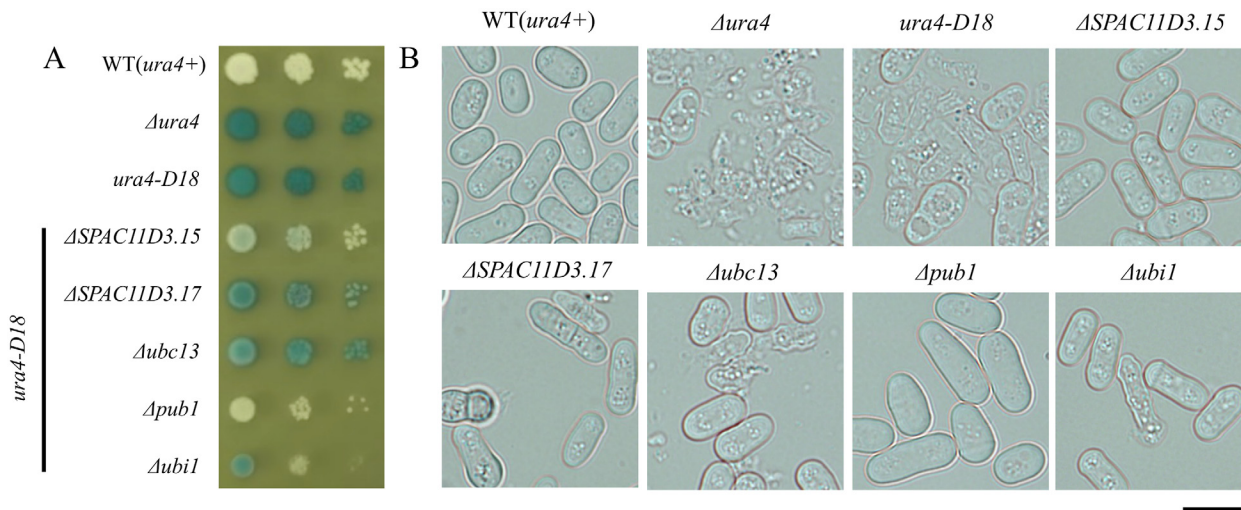 A
WT(ura4+)
Δura4
ura4-D18
ΔSPAC11D3.15
ΔSPAC11D3.17
Δubc13
Δpub1
Δubi1
ura4-D18
B
WT(ura4+)
Δura4
ura4-D18
ΔSPAC11D3.15
ΔSPAC11D3.17
Δubc13
Δpub1
Δubi1